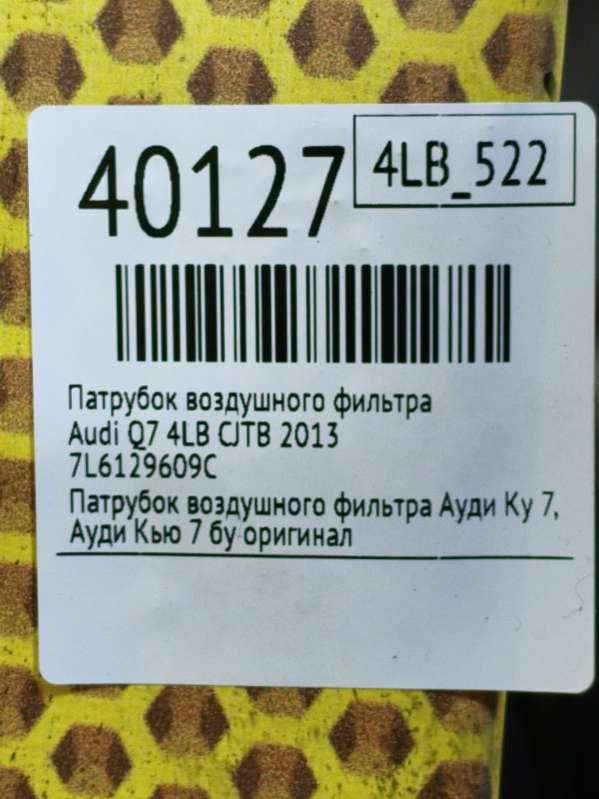 40127
4LB_522
Патрубок воздушного фильтра
Audi Q7 4LB CJTB 2013
7L6129609C
Патрубок воздушного фильтра Ауди Ку 7,
Ауди Кью 7 бу оригинал